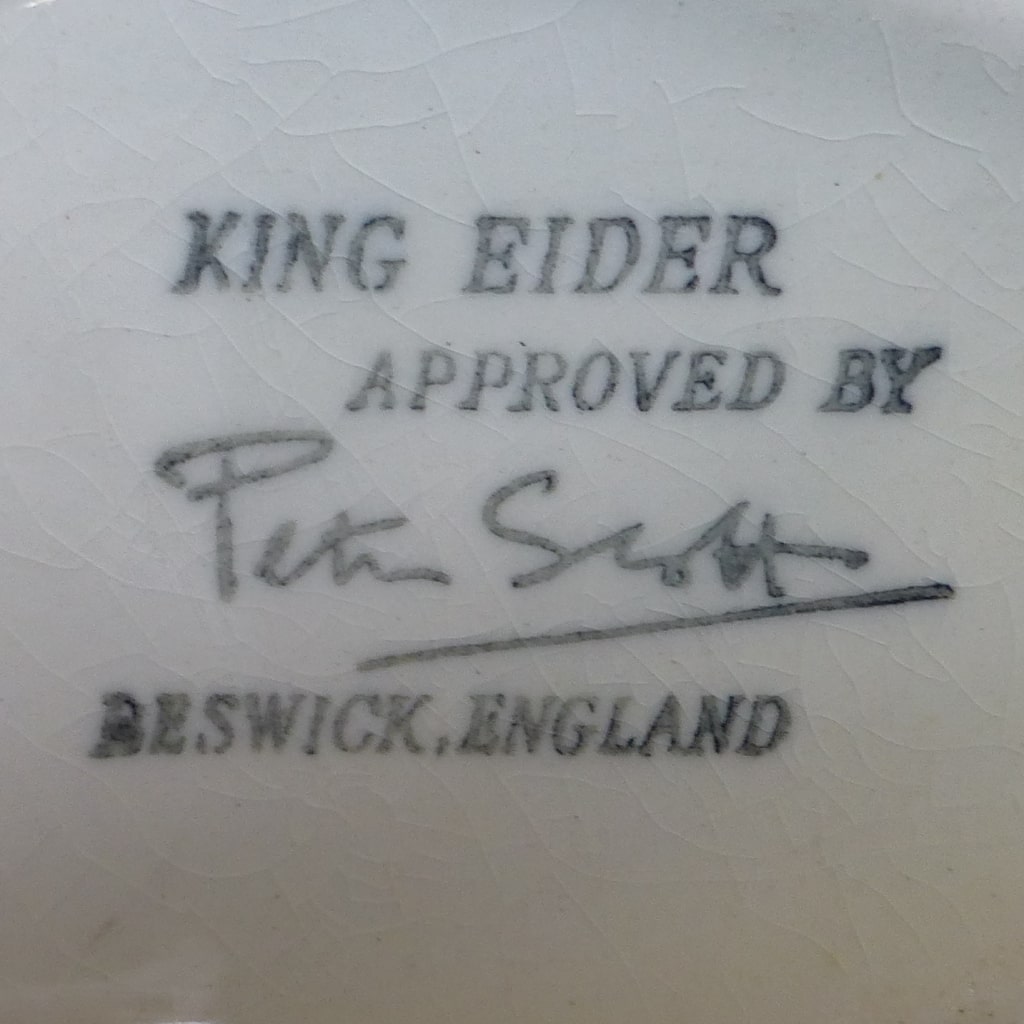 KING EIDER
APPROVED BY
Peter Scott
BESWICK, ENGLAND